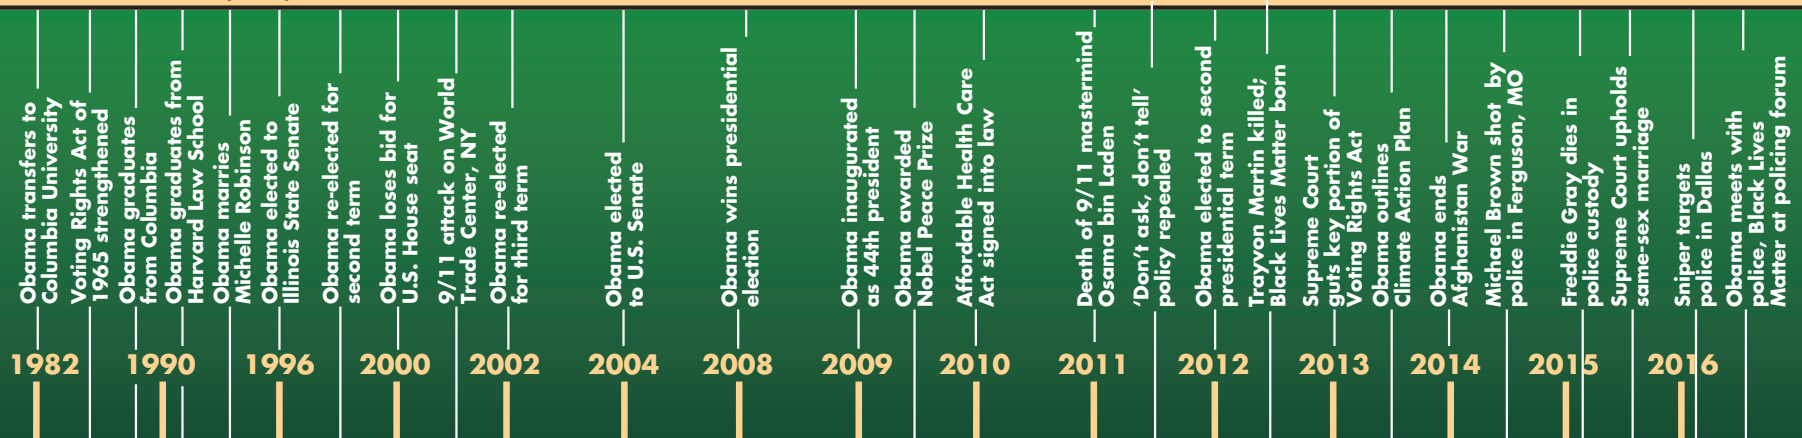 Obama transfers to
Columbia University
Voting Rights Act of
1965 strengthened
Obama graduates
from Columbia
Obama graduates from
Harvard Law School
Obama marries
Michelle Robinson
Obama elected to
Illinois State Senate
Obama re-elected for
second term
Obama loses bid for
U.S. House seat
9/11 attack on World
Trade Center, NY
Obama re-elected
for third term
Obama elected
to U.S. Senate
Obama wins presidential
election
Obama inaugurated
as 44th president
Obama awarded
Nobel Peace Prize
Affordable Health Care
Act signed into law
Death of 9/11 mastermind
Osama bin Laden
‘Don’t ask, don’t tell’
policy repealed
Obama elected to second
presidential term
Trayvon Martin killed;
Black Lives Matter born
Supreme Court
guts key portion of
Voting Rights Act
Obama outlines
Climate Action Plan
Obama ends
Afghanistan War
Michael Brown shot by
police in Ferguson, MO
Freddie Gray dies in
police custody
Supreme Court upholds
same-sex marriage
Sniper targets
police in Dallas
Obama meets with
police, Black Lives
Matter at policing forum
1982 1990 1996 2000 2002 2004 2008 2009 2010 2011 2012 2013 2014 2015 2016